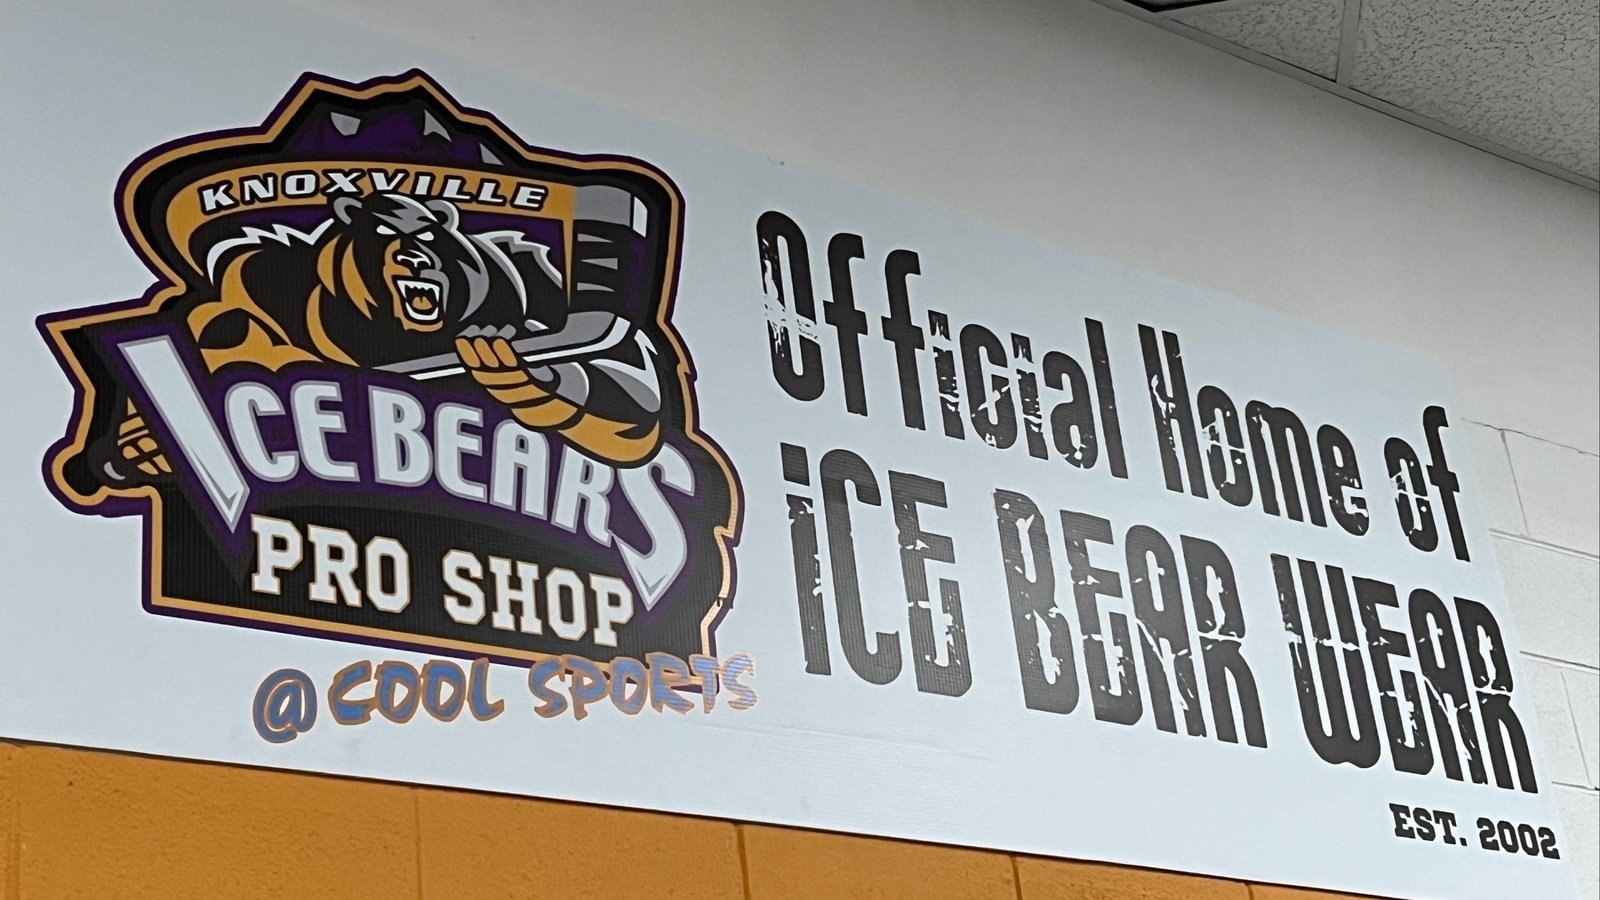 KNOXVILLE
ICE BEARS
PRO SHOP
@ COOL SPORTS
Official Home of
iCE BEAR WEAR
EST. 2002